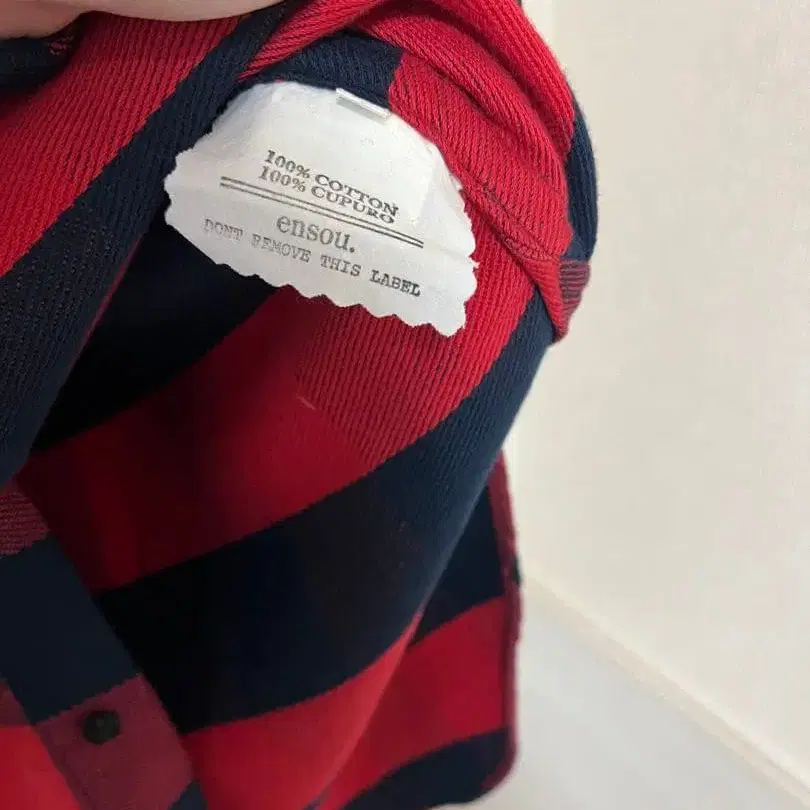 100% COTTON
100% CUPURO
ensou.
DONT REMOVE THIS LABEL